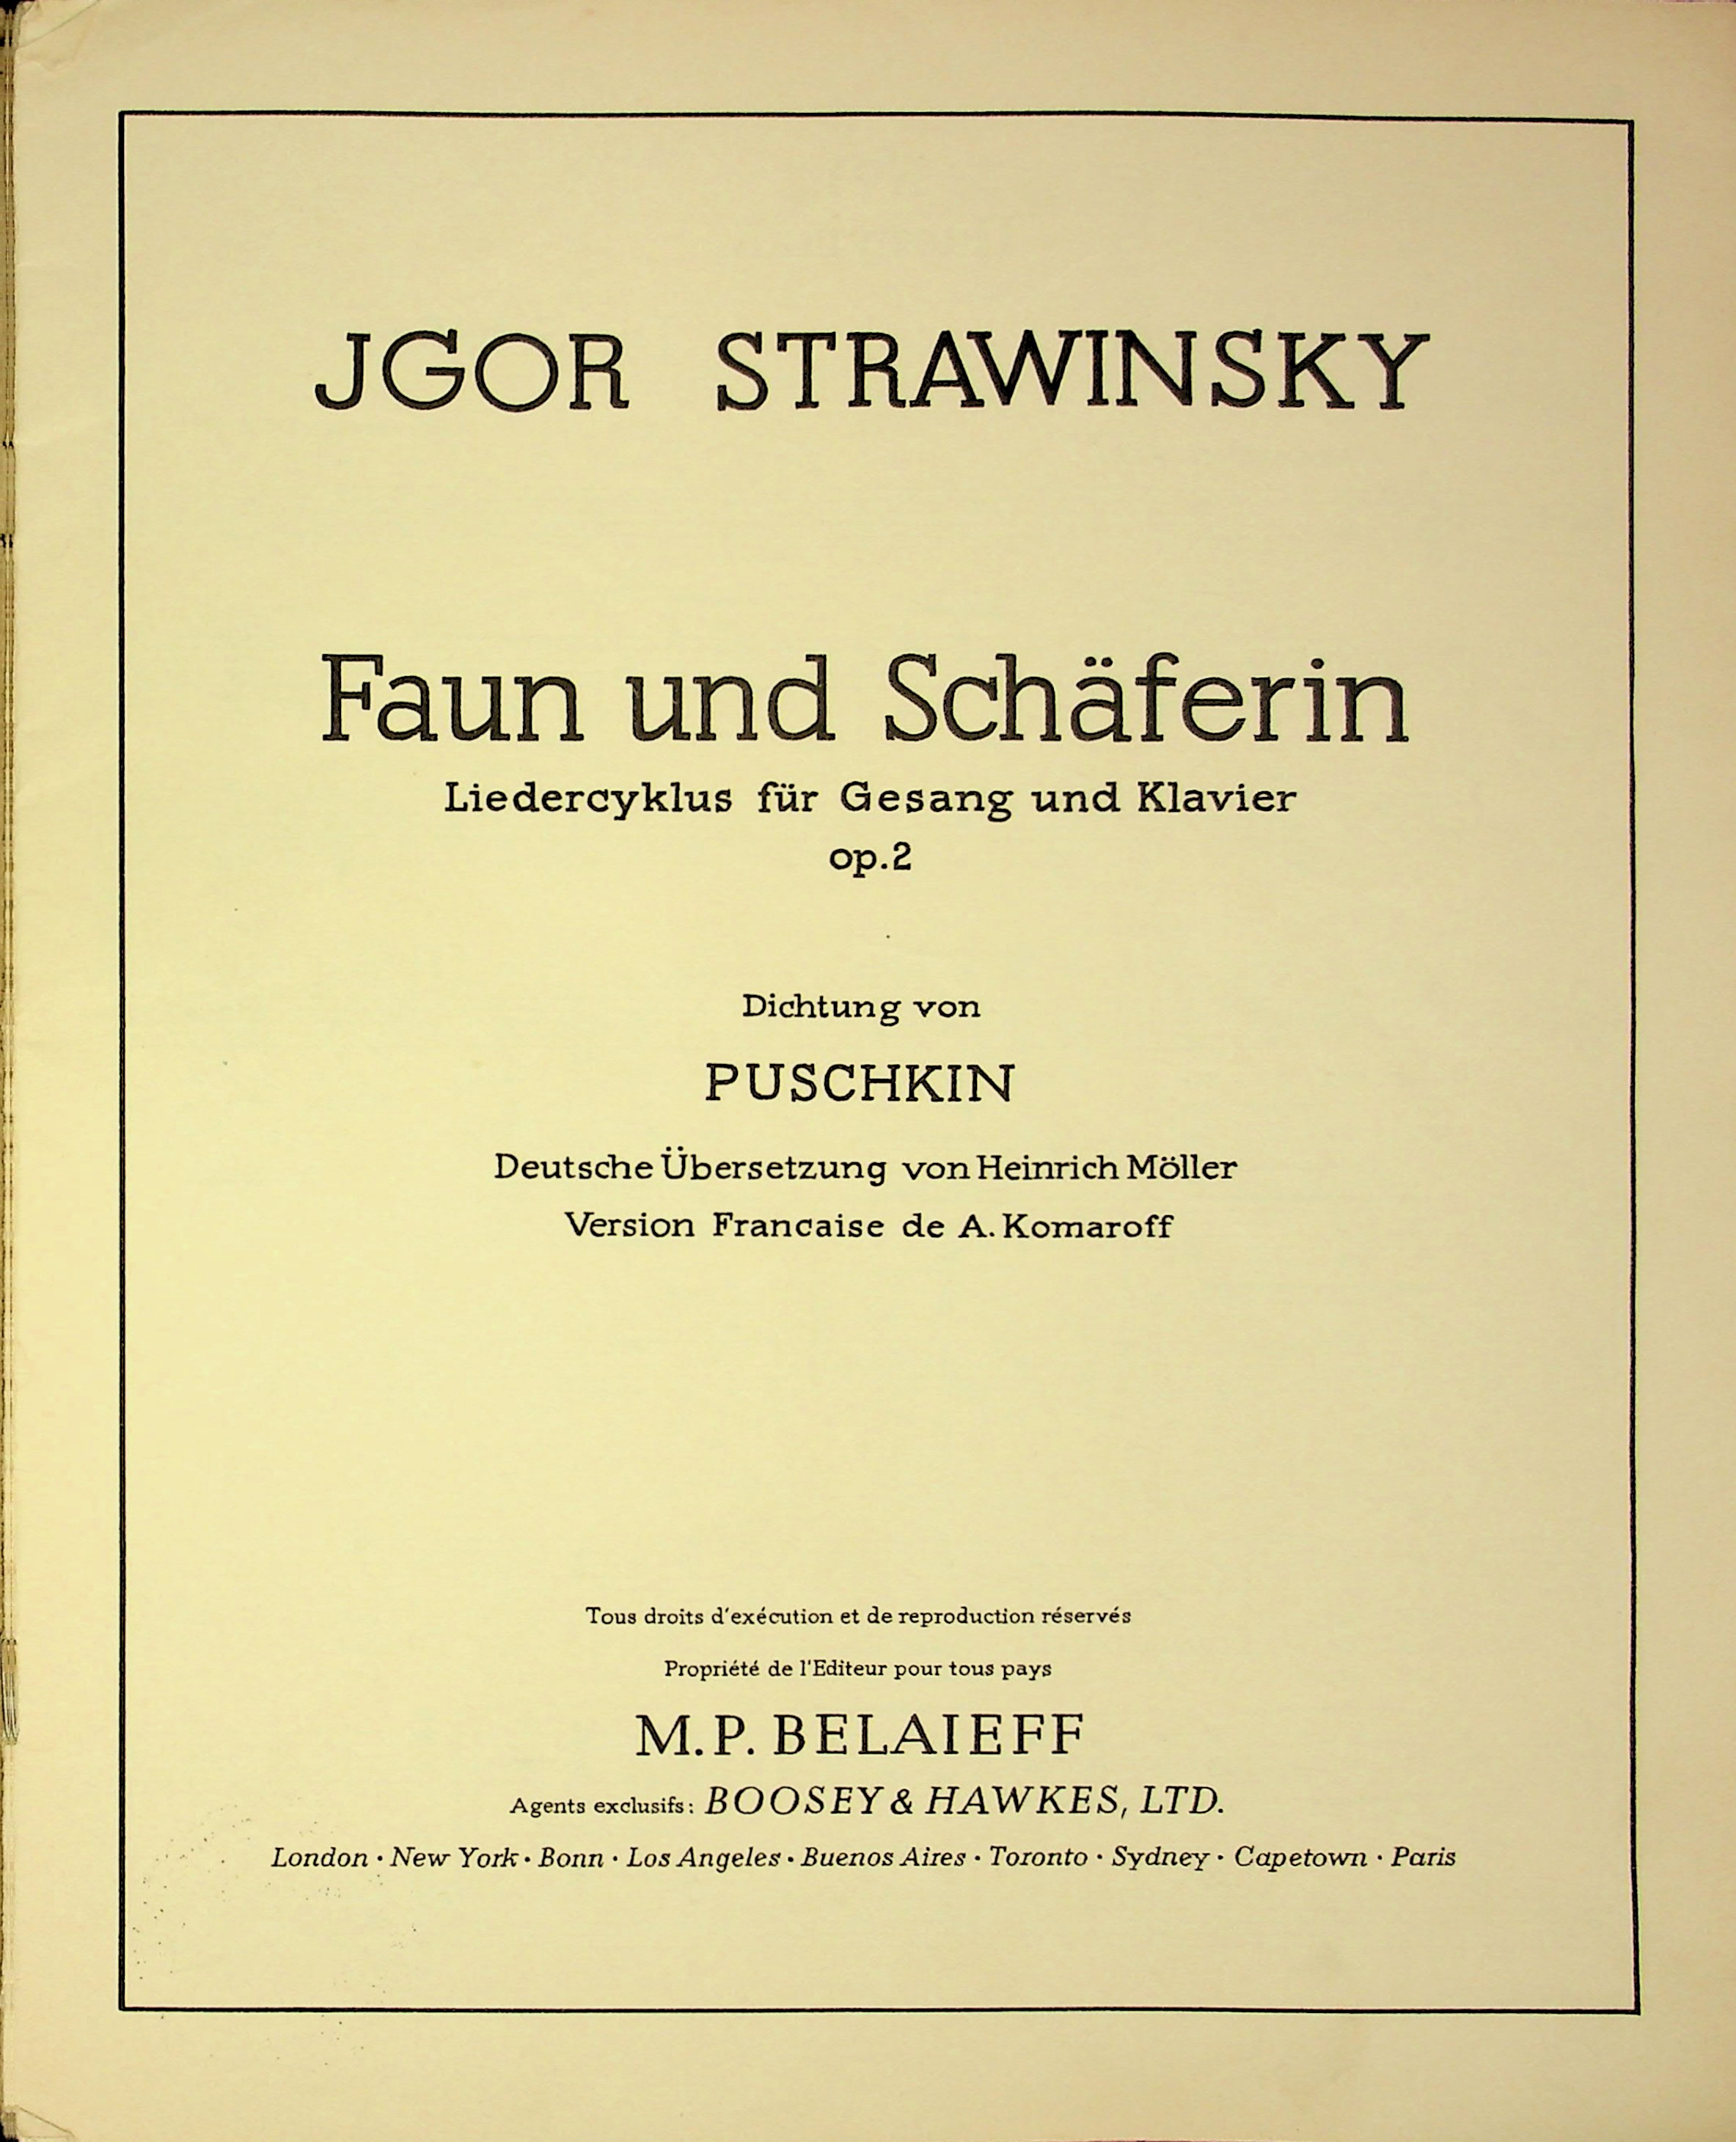 JGOR STRAWINSKY
Faun und Schäferin
Liedercyklus für Gesang und Klavier
op.2
Dichtung von
PUSCHKIN
Deutsche Übersetzung von Heinrich Möller
Version Francaise de A. Komaroff
Tous droits d'exécution et de reproduction réservés
Propriété de l'Editeur pour tous pays
M. P. BELAIEFF
Agents exclusifs: BOOSEY & HAWKES, LTD.
London · New York · Bonn · Los Angeles · Buenos Aires · Toronto · Sydney · Capetown · Paris